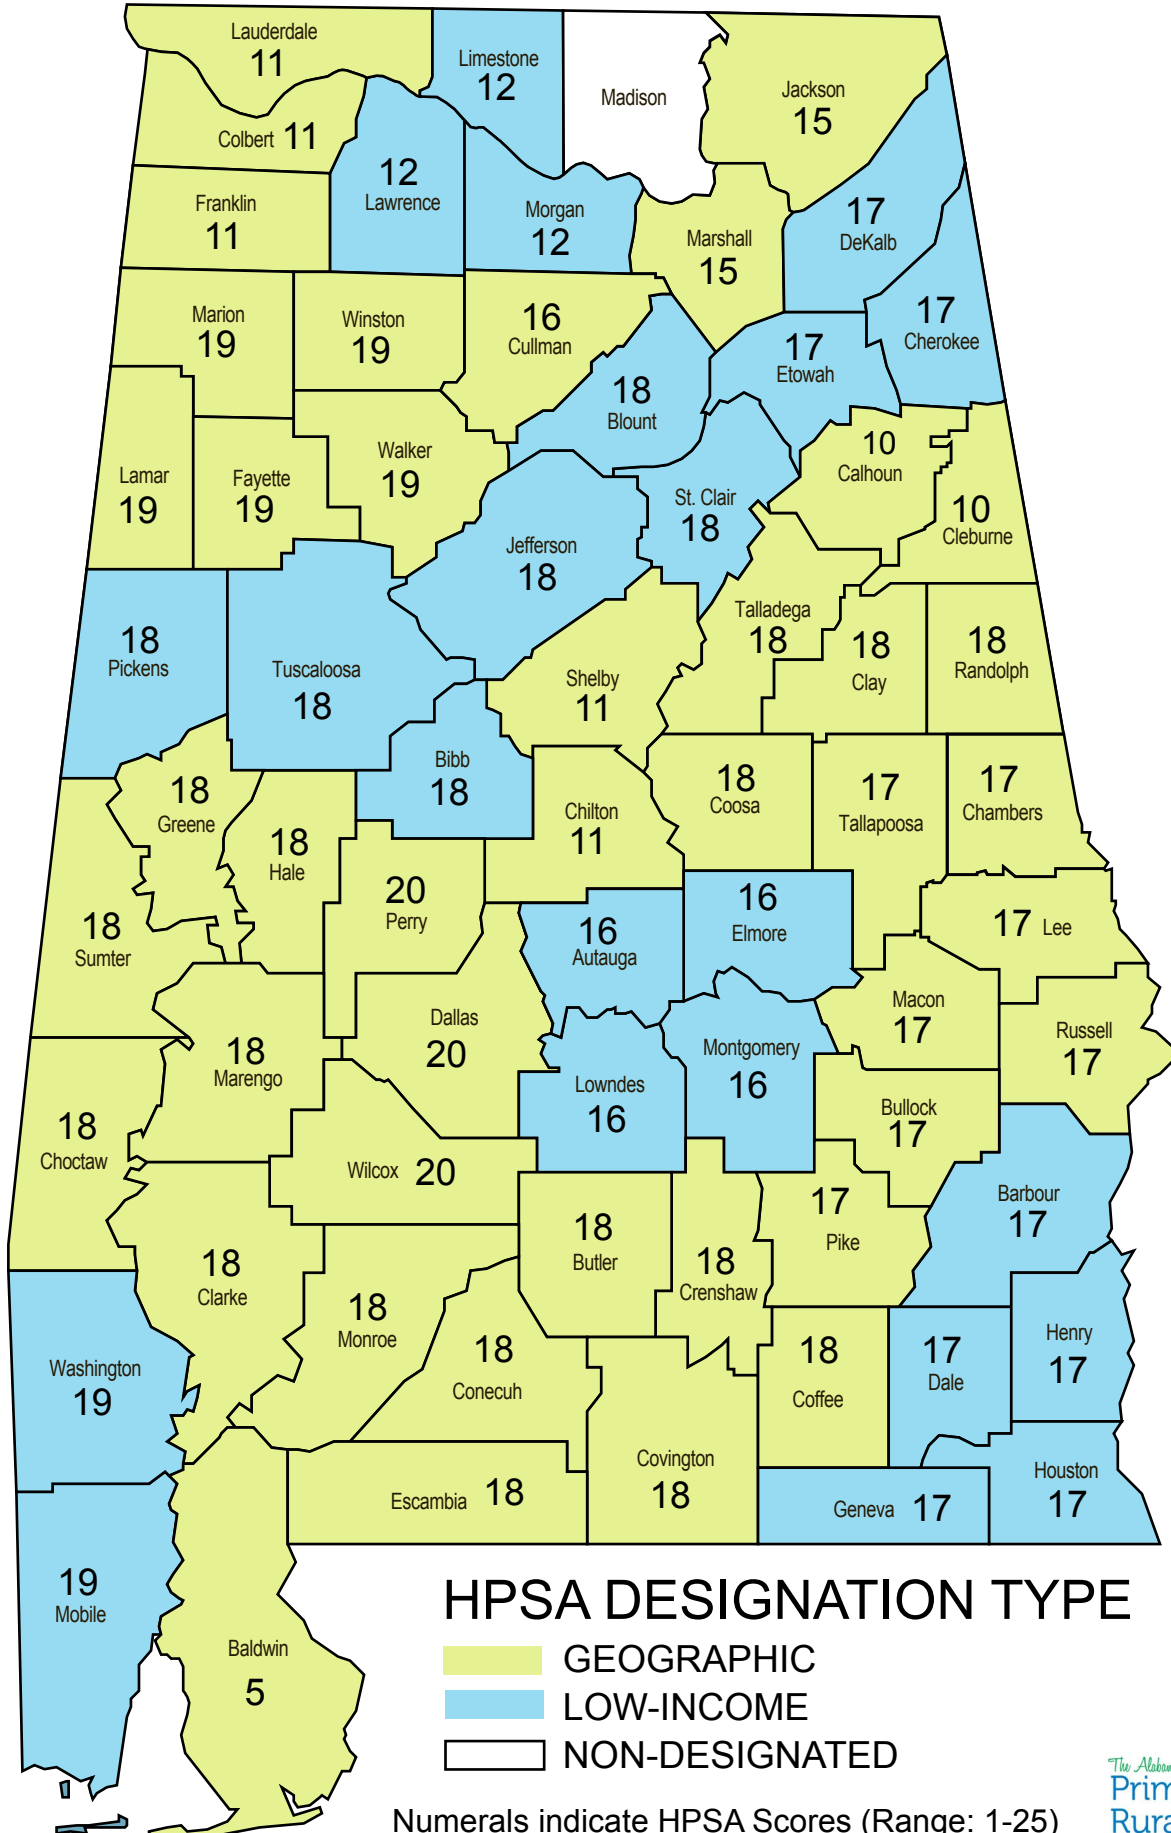 Lauderdale
11
Limestone
12
Madison
Jackson
15
Colbert 11
12
Lawrence
Franklin
11
Morgan
12
Marshall
15
17
DeKalb
17
Cherokee
Marion
19
Winston
19
16
Cullman
17
Etowah
18
Blount
Lamar
19
Fayette
19
Walker
19
10
Calhoun
St. Clair
18
10
Cleburne
Jefferson
18
Talladega
18
18
Pickens
Tuscaloosa
18
Shelby
11
18
Clay
18
Randolph
Bibb
18
18
Greene
18
Hale
Chilton
11
18
Coosa
17
Tallapoosa
17
Chambers
20
Perry
16
Elmore
17 Lee
18
Sumter
16
Autauga
Macon
17
Dallas
20
Russell
17
18
Marengo
Montgomery
16
Lowndes
16
Bullock
17
18
Choctaw
Wilcox 20
Barbour
17
17
Pike
18
Butler
18
Crenshaw
18
Clarke
18
Monroe
Washington
19
18
Conecuh
18
Coffee
17
Dale
Henry
17
Escambia 18
Covington
18
Geneva 17
Houston
17
19
Mobile
Baldwin
5
HPSA DESIGNATION TYPE
GEOGRAPHIC
LOW-INCOME
NON-DESIGNATED
Numerals indicate HPSA Scores (Range: 1-25)
The Alabam
Prim
Rura